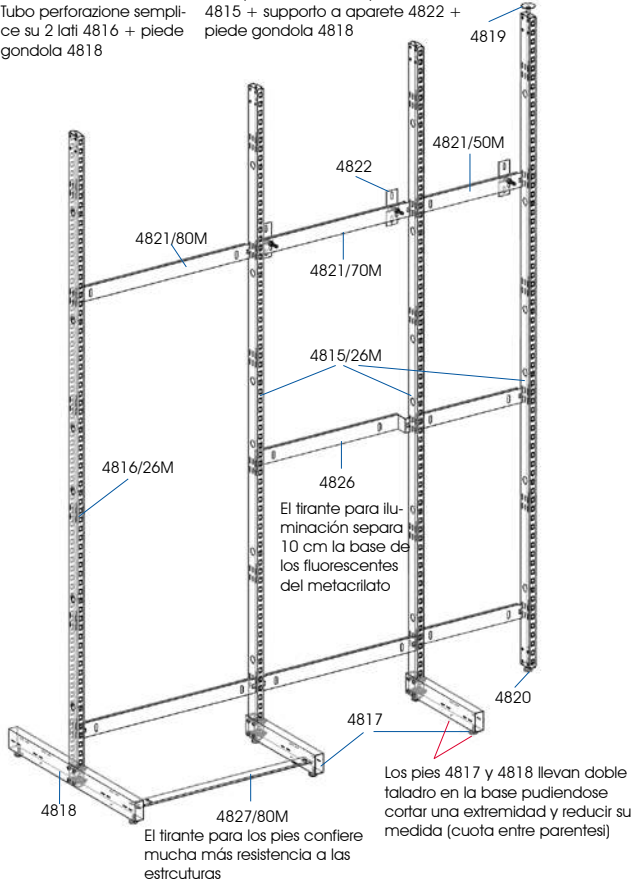 Tubo perforazione sempli-
ce su 2 lati 4816 + piede
gondola 4818
4815 + supporto a aparete 4822 +
piede gondola 4818
4819
4821/50M
4822
4821/80M
4821/70M
4815/26M
4816/26M
4826
El tirante para ilu-
minación separa
10 cm la base de
los fluorescentes
del metacrilato
4820
4817
4818
4827/80M
Los pies 4817 y 4818 llevan doble
taladro en la base pudiendose
cortar una extremidad y reducir su
medida (cuota entre parentesi)
El tirante para los pies confiere
mucha más resistencia a las
estrcuturas